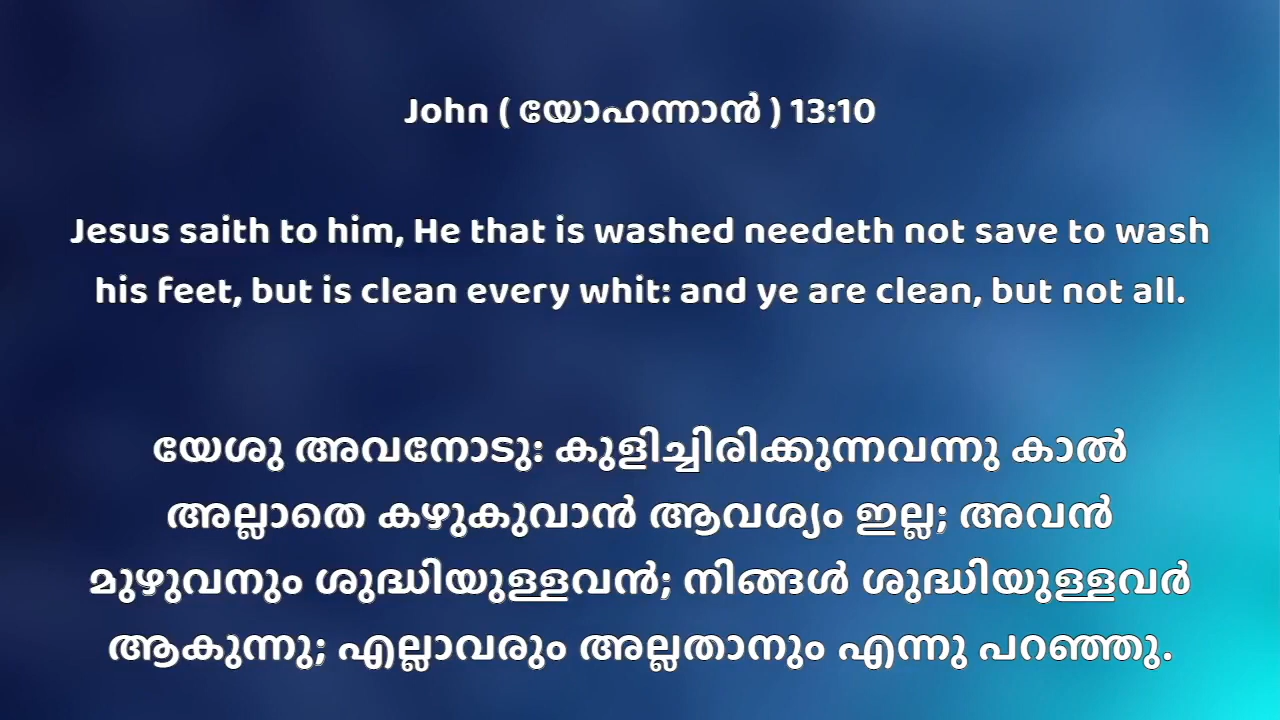 John ( യോഹന്നാൻ ) 13:10
Jesus saith to him, He that is washed needeth not save to wash
his feet, but is clean every whit: and ye are clean, but not all.
യേശു അവനോടു: കുളിച്ചിരിക്കുന്നവന്നു കാൽ
അല്ലാതെ കഴുകുവാൻ ആവശ്യം ഇല്ല; അവൻ
മുഴുവനും ശുദ്ധിയുള്ളവൻ; നിങ്ങൾ ശുദ്ധിയുള്ളവർ
ആകുന്നു; എല്ലാവരും അല്ലതാനും എന്നു പറഞ്ഞു.